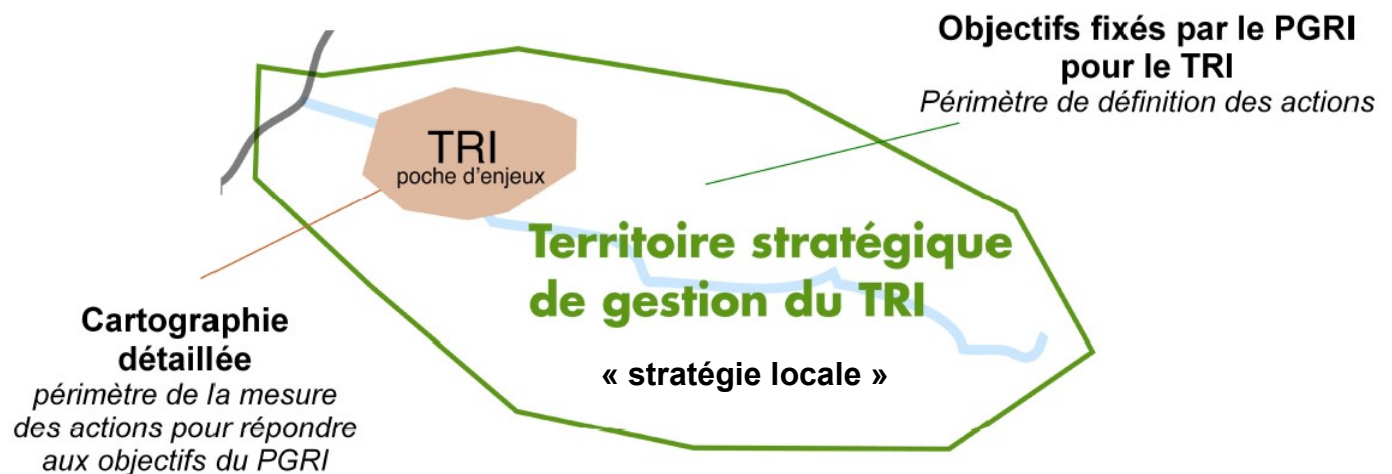 Objectifs fixés par le PGRI
pour le TRI
Périmètre de définition des actions
TRI
poche d'enjeux
Territoire stratégique
de gestion du TRI
« stratégie locale »
Cartographie
détaillée
périmètre de la mesure
des actions pour répondre
aux objectifs du PGRI